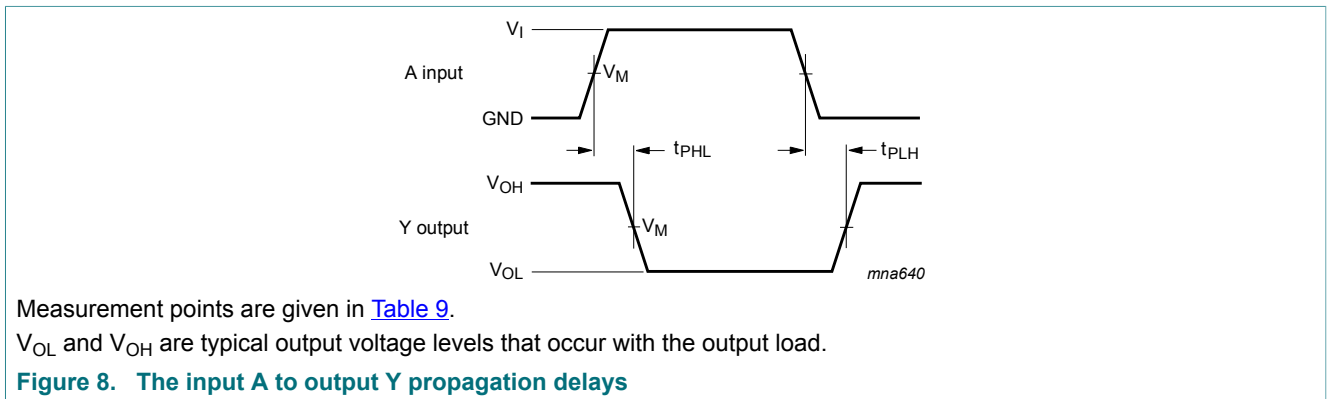 VI
A input
VM
GND
tPHL
tPLH
VOH
Y output
VM
VOL
mna640
Measurement points are given in Table 9.
VOL and VOH are typical output voltage levels that occur with the output load.
Figure 8. The input A to output Y propagation delays